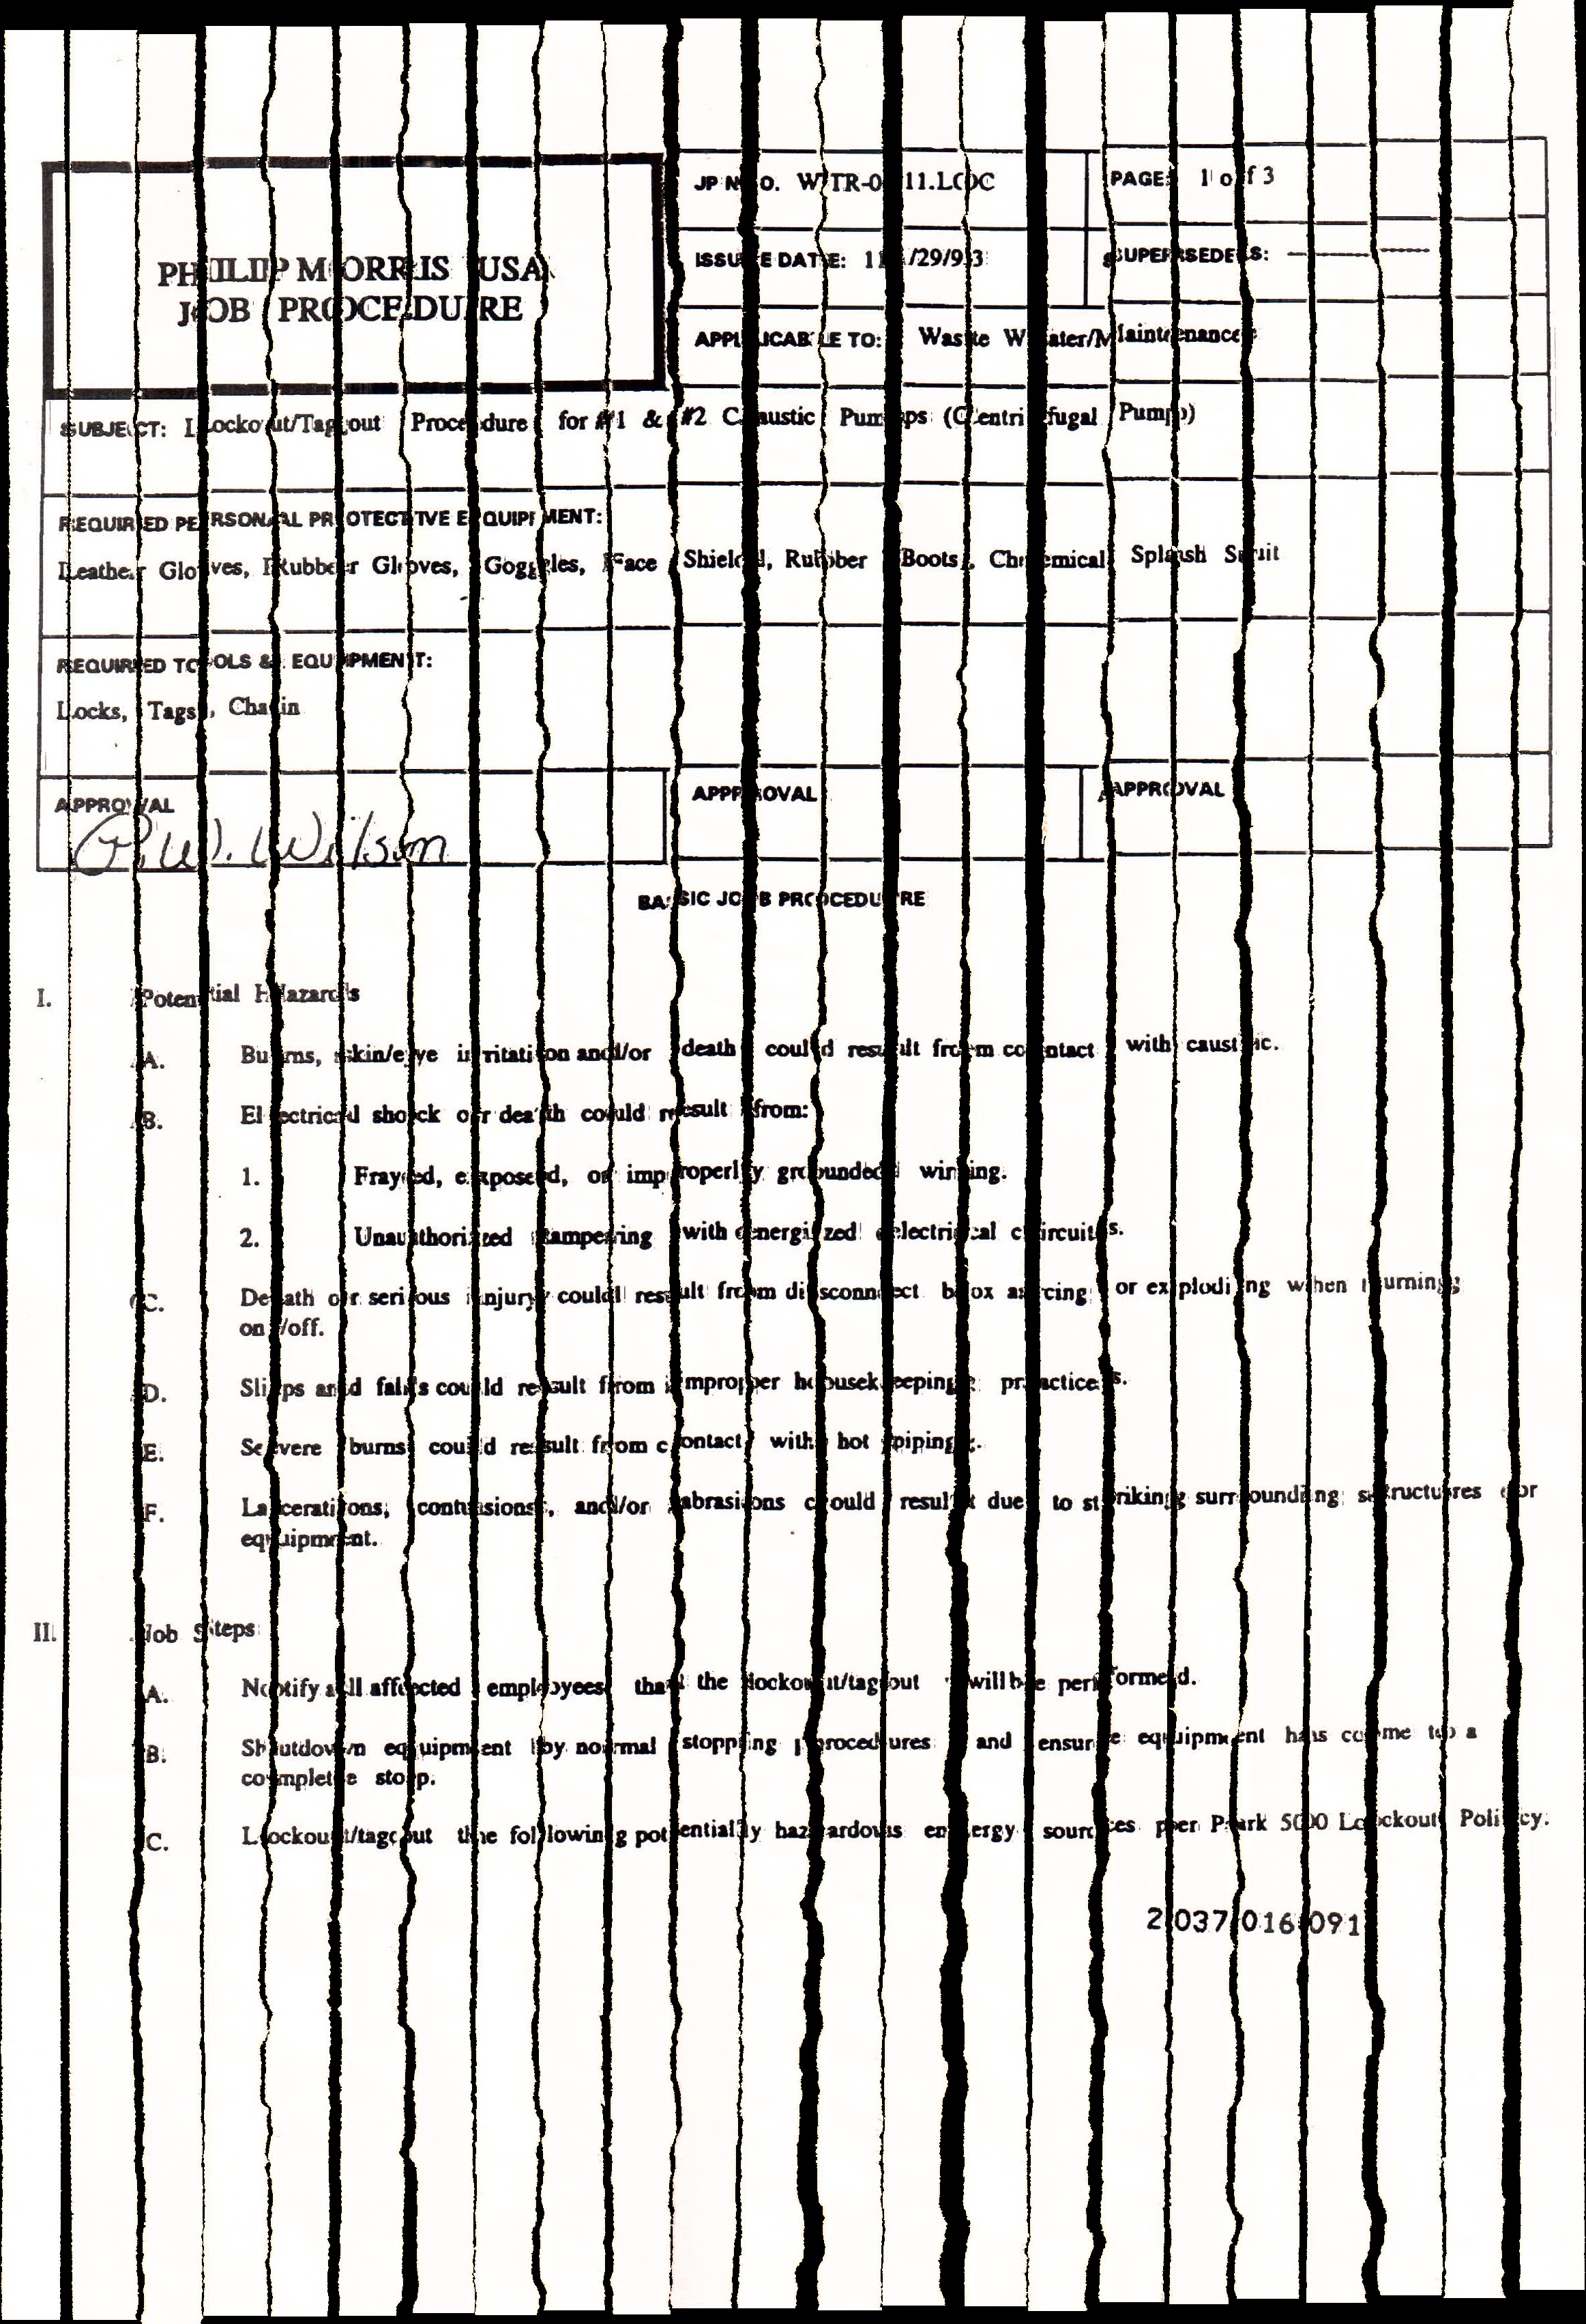 PHILIP MORRIS USA
JOB PROCEDURE
JP NO. WTR-011.LOC
PAGE: 1 of 3
ISSUE DATE: 11/29/93
SUPERSEDES: ---------------
APPLICABLE TO: Waste Water/Maintenance
SUBJECT: Lockout/Tagout Procedure for #1 & #2 Caustic Pumps (Centrifugal Pump)
REQUIRED PERSONAL PROTECTIVE EQUIPMENT:
Leather Gloves, Rubber Gloves, Goggles, Face Shield, Rubber Boots, Chemical Splash Suit
REQUIRED TOOLS & EQUIPMENT:
Locks, Tags, Chain
APPROVAL APPROVAL APPROVAL
P.W. Wilson
BASIC JOB PROCEDURE
I. Potential Hazards
A. Burns, skin/eye irritation and/or death could result from contact with caustic.
B. Electrical shock or death could result from:
1. Frayed, exposed, or improperly grounded wiring.
2. Unauthorized tampering with energized electrical circuits.
C. Death or serious injury could result from disconnect box arcing or exploding when turning
on/off.
D. Slips and falls could result from improper housekeeping practices.
E. Severe burns could result from contact with hot piping.
F. Lacerations, contusions, and/or abrasions could result due to striking surrounding structures or
equipment.
II. Job Steps
A. Notify all affected employees that the lockout/tagout will be performed.
B. Shutdown equipment by normal stopping procedures and ensure equipment has come to a
complete stop.
C. Lockout/tagout the following potentially hazardous energy sources per Park 500 Lockout Policy.
2037016091